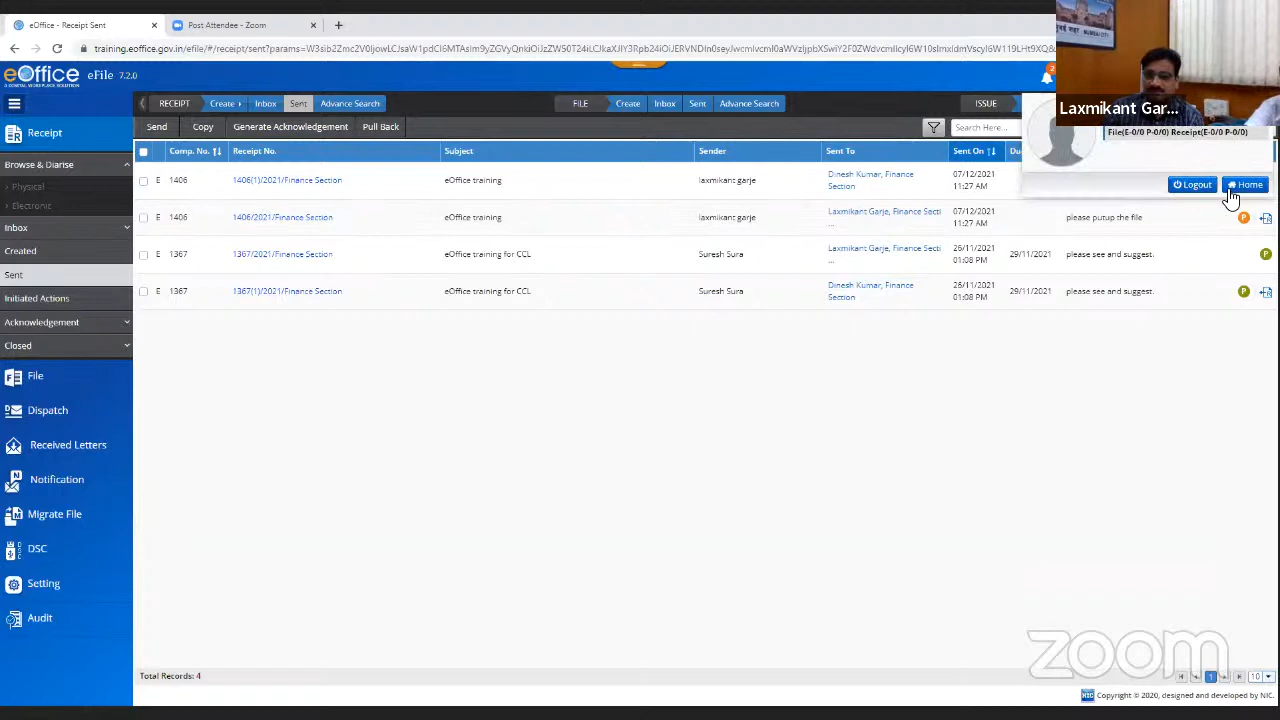 eOffice - Receipt Sent
Post Attendee - Zoom
eOffice
A DIGITAL WORKPLACE SOLUTION
eFile 7.2.0
RECEIPT Create Inbox Sent Advance Search FILE Create Inbox Sent Advance Search ISSUE
Laxmikant Gar...
Send Copy Generate Acknowledgement Pull Back Search Here...
File(E-0/0 P-0/0) Receipt(E-0/0 P-0/0)
Logout Home
Receipt
Browse & Diarise
Physical
Electronic
Inbox
Created
Sent
Initiated Actions
Acknowledgement
Closed
File
Dispatch
Received Letters
Notification
Migrate File
DSC
Setting
Audit
Comp. No. Receipt No. Subject Sender Sent To Sent On
E 1406 1406(1)/2021/Finance Section eOffice training laxmikant garje Dinesh Kumar, Finance Section 07/12/2021 11:27 AM
E 1406 1406/2021/Finance Section eOffice training laxmikant garje Laxmikant Garje, Finance Secti ... 07/12/2021 11:27 AM please putup the file P
E 1367 1367/2021/Finance Section eOffice training for CCL Suresh Sura Laxmikant Garje, Finance Secti ... 26/11/2021 01:08 PM 29/11/2021 please see and suggest. P
E 1367 1367(1)/2021/Finance Section eOffice training for CCL Suresh Sura Dinesh Kumar, Finance Section 26/11/2021 01:08 PM 29/11/2021 please see and suggest. P
zoom
Total Records: 4 1 10
NIC Copyright © 2020, designed and developed by NIC.